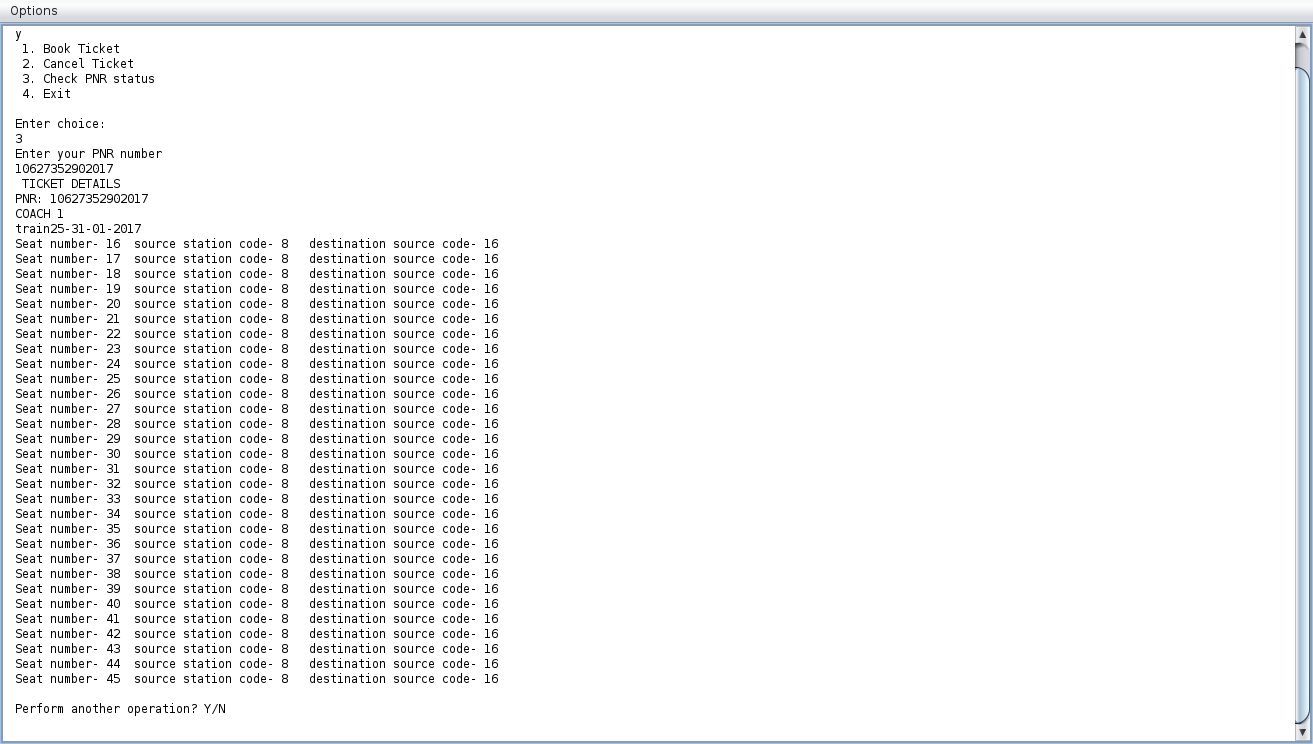 Options
y
 1. Book Ticket
 2. Cancel Ticket
 3. Check PNR status
 4. Exit

Enter choice:
3
Enter your PNR number
10627352902017
 TICKET DETAILS
PNR: 10627352902017
COACH 1
train25-31-01-2017
Seat number- 16  source station code- 8   destination source code- 16
Seat number- 17  source station code- 8   destination source code- 16
Seat number- 18  source station code- 8   destination source code- 16
Seat number- 19  source station code- 8   destination source code- 16
Seat number- 20  source station code- 8   destination source code- 16
Seat number- 21  source station code- 8   destination source code- 16
Seat number- 22  source station code- 8   destination source code- 16
Seat number- 23  source station code- 8   destination source code- 16
Seat number- 24  source station code- 8   destination source code- 16
Seat number- 25  source station code- 8   destination source code- 16
Seat number- 26  source station code- 8   destination source code- 16
Seat number- 27  source station code- 8   destination source code- 16
Seat number- 28  source station code- 8   destination source code- 16
Seat number- 29  source station code- 8   destination source code- 16
Seat number- 30  source station code- 8   destination source code- 16
Seat number- 31  source station code- 8   destination source code- 16
Seat number- 32  source station code- 8   destination source code- 16
Seat number- 33  source station code- 8   destination source code- 16
Seat number- 34  source station code- 8   destination source code- 16
Seat number- 35  source station code- 8   destination source code- 16
Seat number- 36  source station code- 8   destination source code- 16
Seat number- 37  source station code- 8   destination source code- 16
Seat number- 38  source station code- 8   destination source code- 16
Seat number- 39  source station code- 8   destination source code- 16
Seat number- 40  source station code- 8   destination source code- 16
Seat number- 41  source station code- 8   destination source code- 16
Seat number- 42  source station code- 8   destination source code- 16
Seat number- 43  source station code- 8   destination source code- 16
Seat number- 44  source station code- 8   destination source code- 16
Seat number- 45  source station code- 8   destination source code- 16

Perform another operation? Y/N